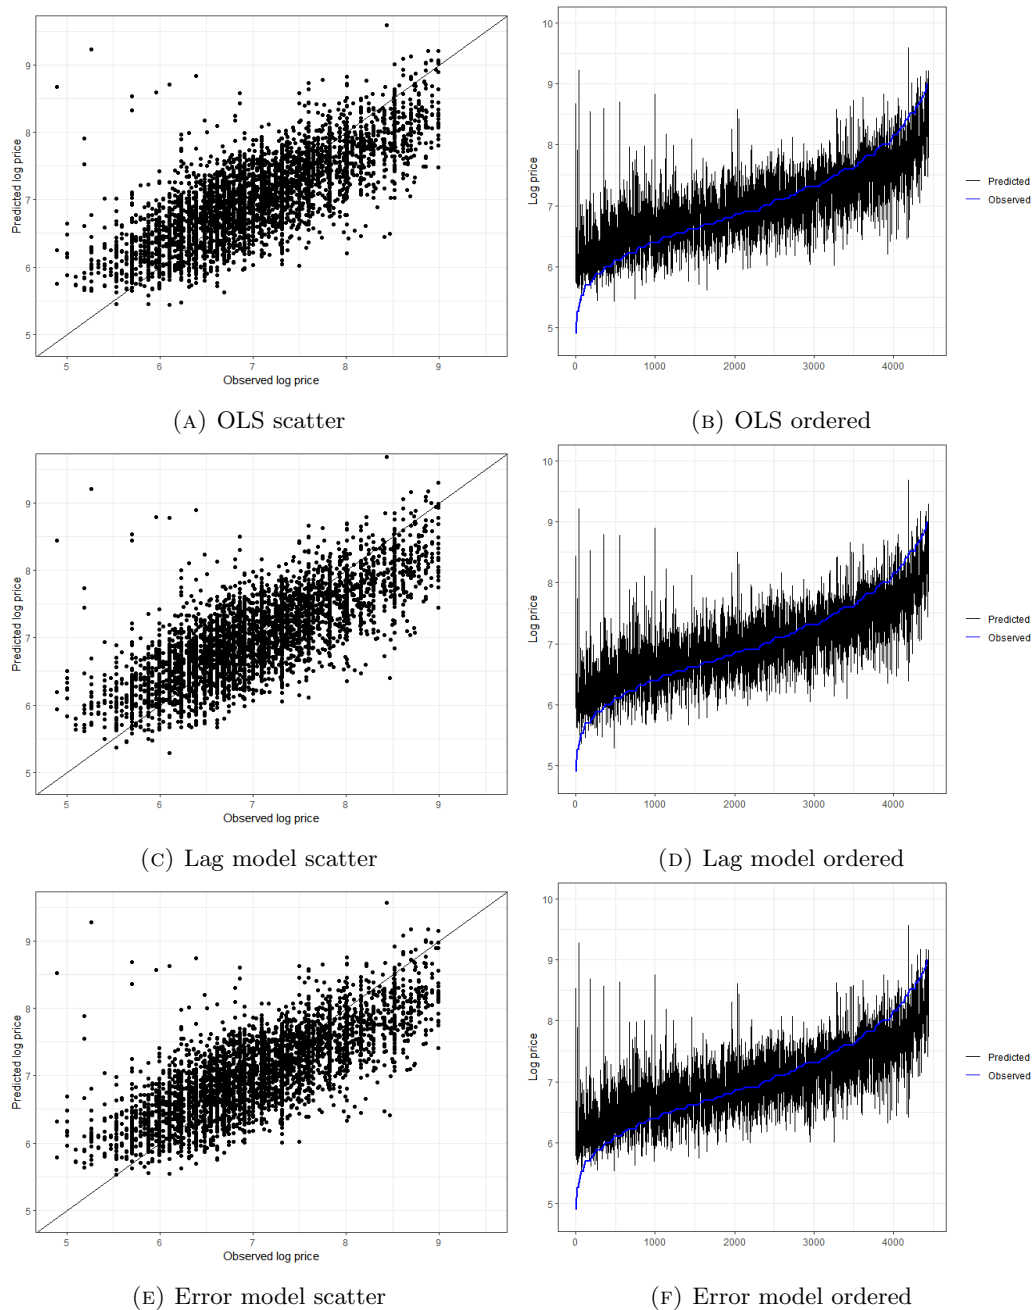 9
8
7
6
5
Predicted log price
5 6 7 8 9
Observed log price
10
9
8
7
6
5
Log price
0 1000 2000 3000 4000
Predicted
Observed
(A) OLS scatter
(B) OLS ordered
9
8
7
6
5
Predicted log price
5 6 7 8 9
Observed log price
10
9
8
7
6
5
Log price
0 1000 2000 3000 4000
Predicted
Observed
(C) Lag model scatter
(D) Lag model ordered
9
8
7
6
5
Predicted log price
5 6 7 8 9
Observed log price
10
9
8
7
6
5
Log price
0 1000 2000 3000 4000
Predicted
Observed
(E) Error model scatter
(F) Error model ordered